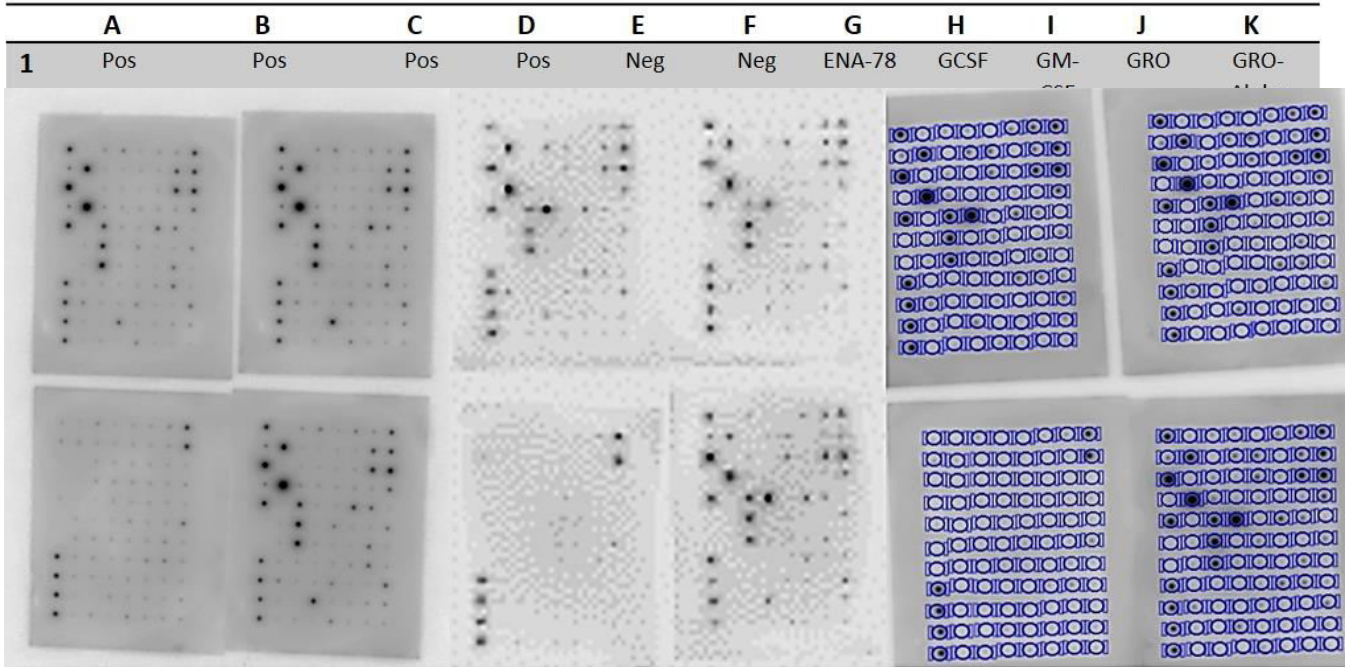 A B C D E F G H I J K
1 Pos Pos Pos Pos Neg Neg ENA-78 GCSF GM- GRO GRO-